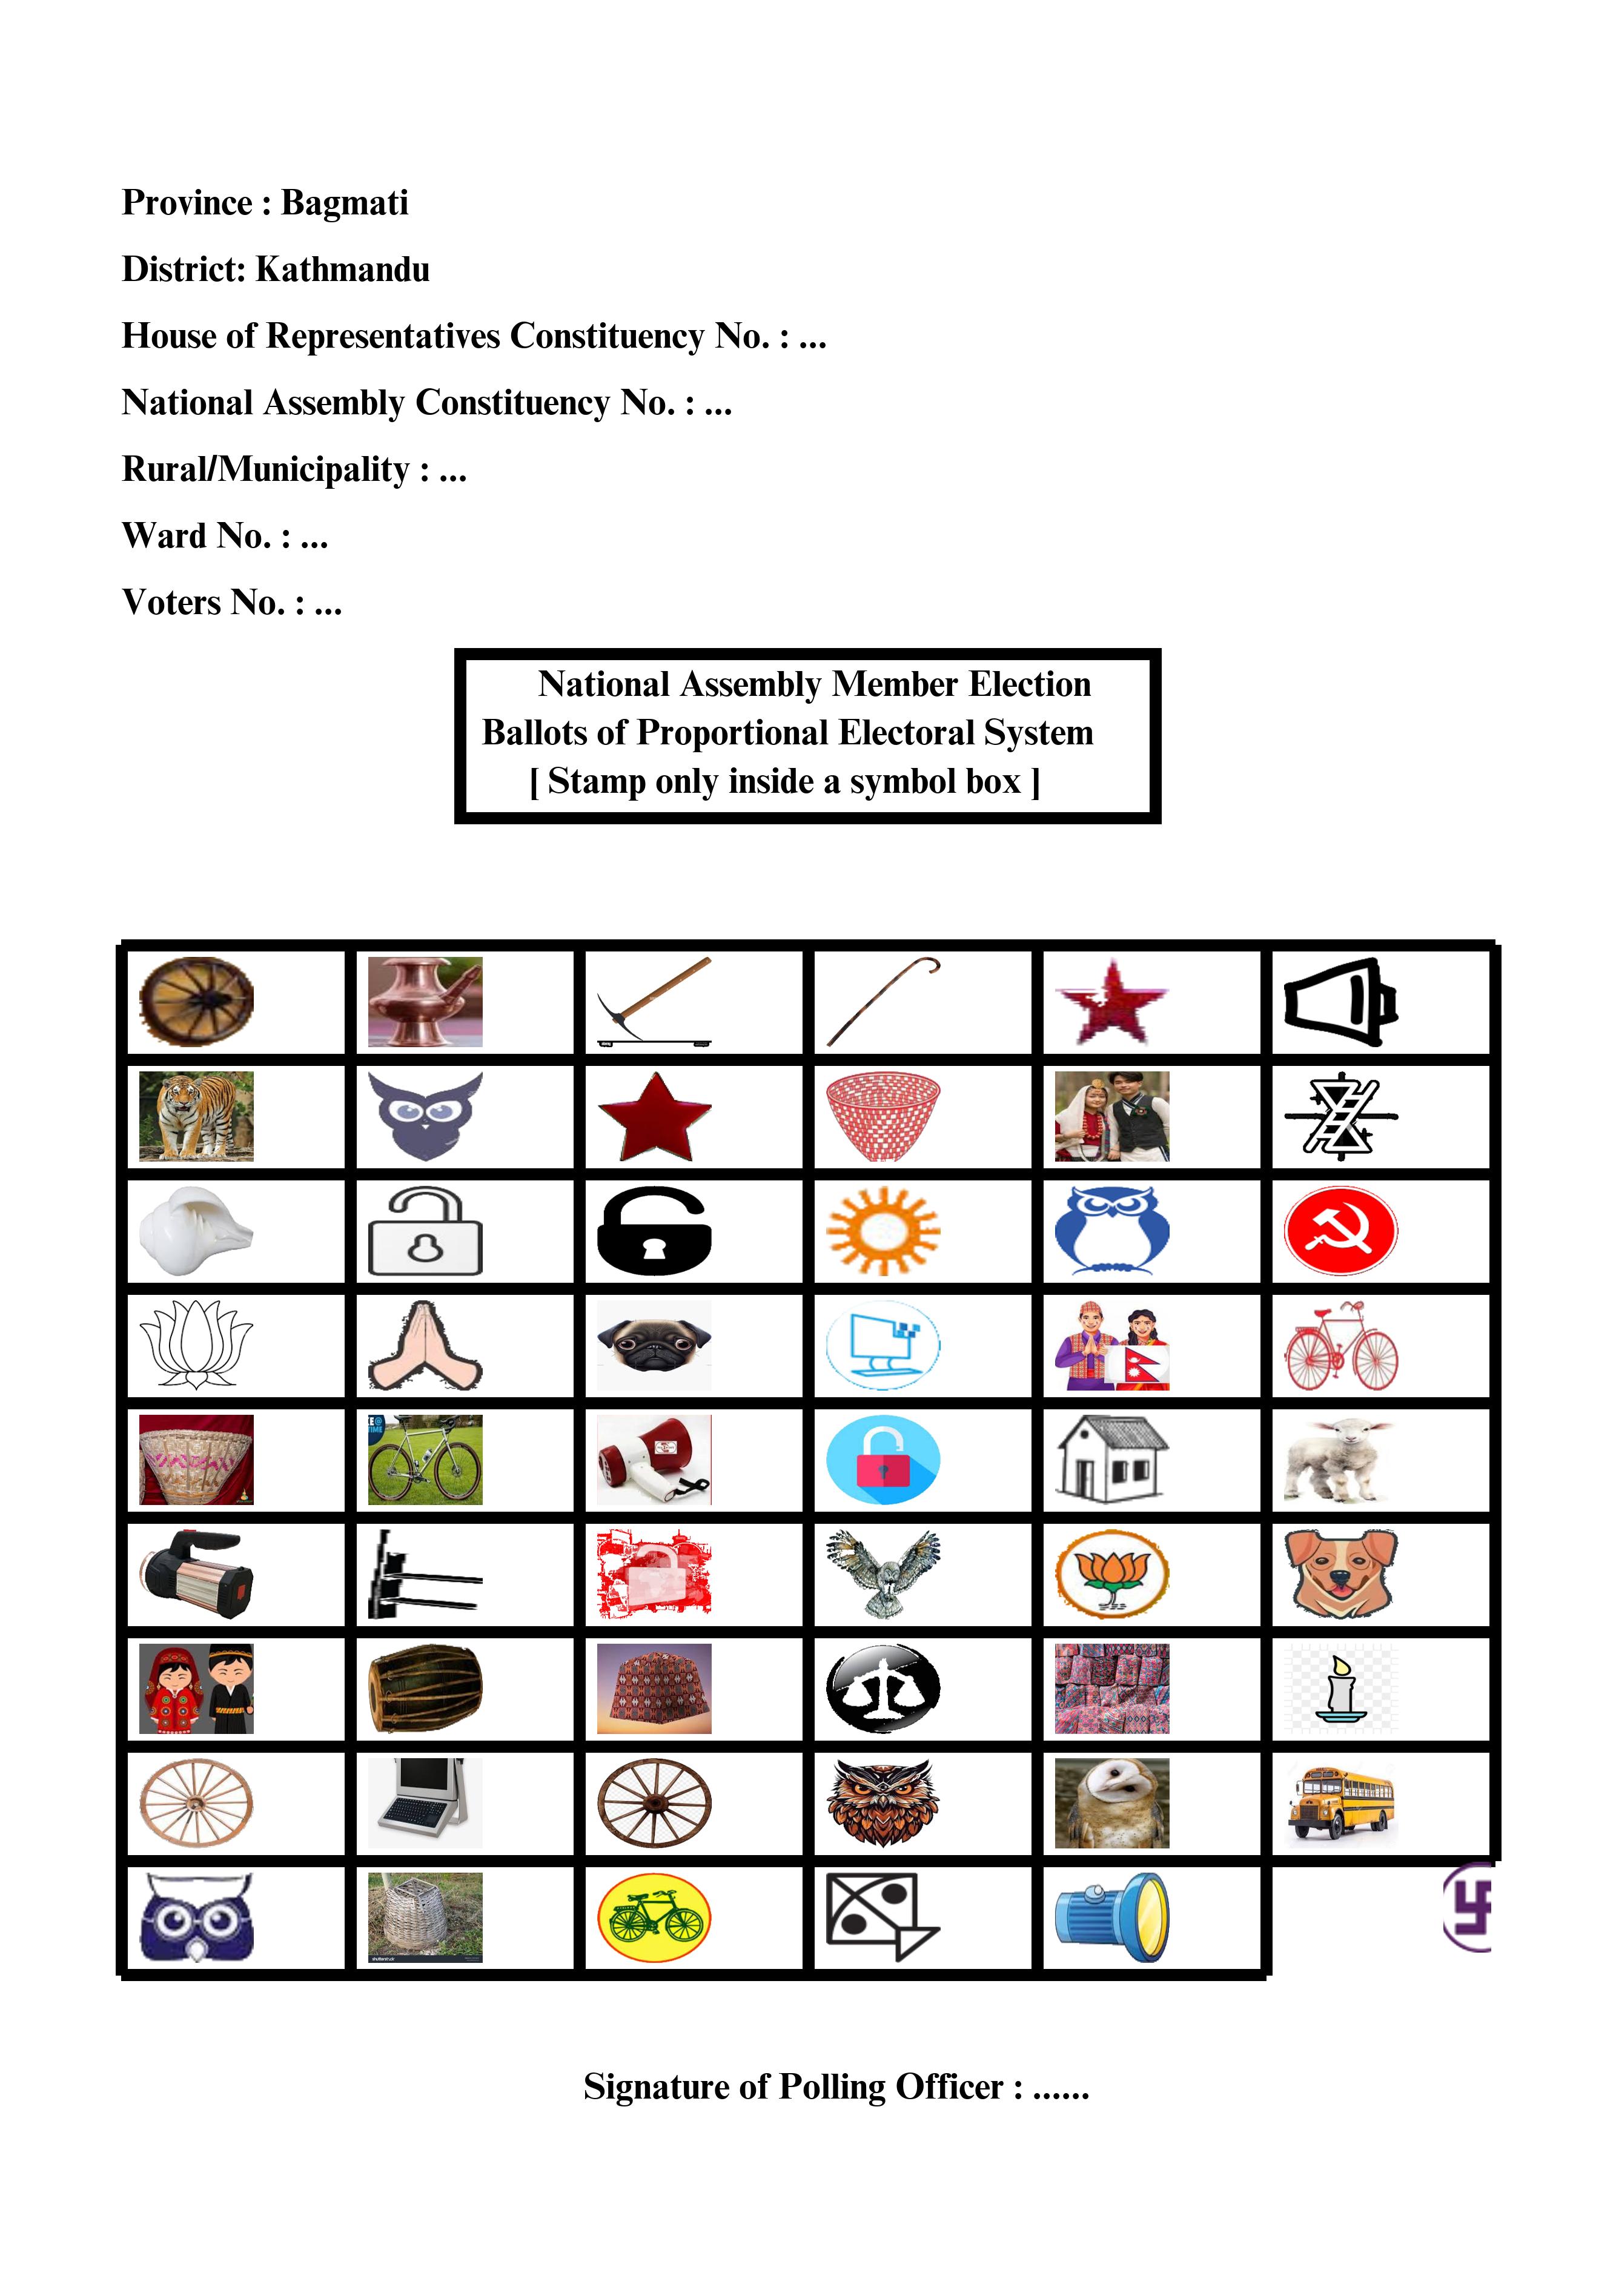 Province : Bagmati
District: Kathmandu
House of Representatives Constituency No. : ...
National Assembly Constituency No. : ...
Rural/Municipality : ...
Ward No. : ...
Voters No. : ...
National Assembly Member Election
Ballots of Proportional Electoral System
[ Stamp only inside a symbol box ]
Signature of Polling Officer : ......